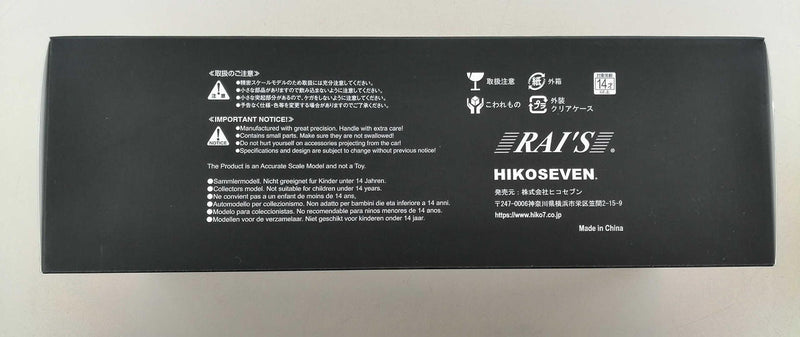 ≪取扱のご注意≫
注意
●精密スケールモデルのため取扱には充分注意してください。
●小さな部品がありますので飲み込まないように注意してください。
●小さな突起部分があるので、ケガをしないように注意してください。
●予告なく仕様・色等を変更する場合がありますのでご了承ください。
≪IMPORTANT NOTICE!≫
NOTICE
●Manufactured with great precision. Handle with extra care!
●Contains small parts. Make sure they are not swallowed!
●Do not hurt yourself on accessories projecting from the car!
●Specifications and design are subject to change without previous notice!
The Product is an Accurate Scale Model and not a Toy.
●Sammlermodell. Nicht greeignet fur Kinder unter 14 Jahren.
●Collectors model. Not suitable for children under 14 years.
●Ne convient pas a un enfant de moins de 14 ans,
●Automodello per collezionismo. Non adatto per bambini die eta inferiore a 14 anni.
●Modelo para coleccionistas. No recomendable para ninos menores de 14 anos.
●Modellen voor de verzamelaar. Niet gschikt voor kinderen onder 14 jaar.
取扱注意
紙
外箱
対象年齢
14才
以上
こわれもの
プラ
外装
クリアケース
RAI'S®
HIKOSEVEN.
発売元:株式会社ヒコセブン
〒247-0006神奈川県横浜市栄区笠間2-15-9
https://www.hiko7.co.jp
Made in China